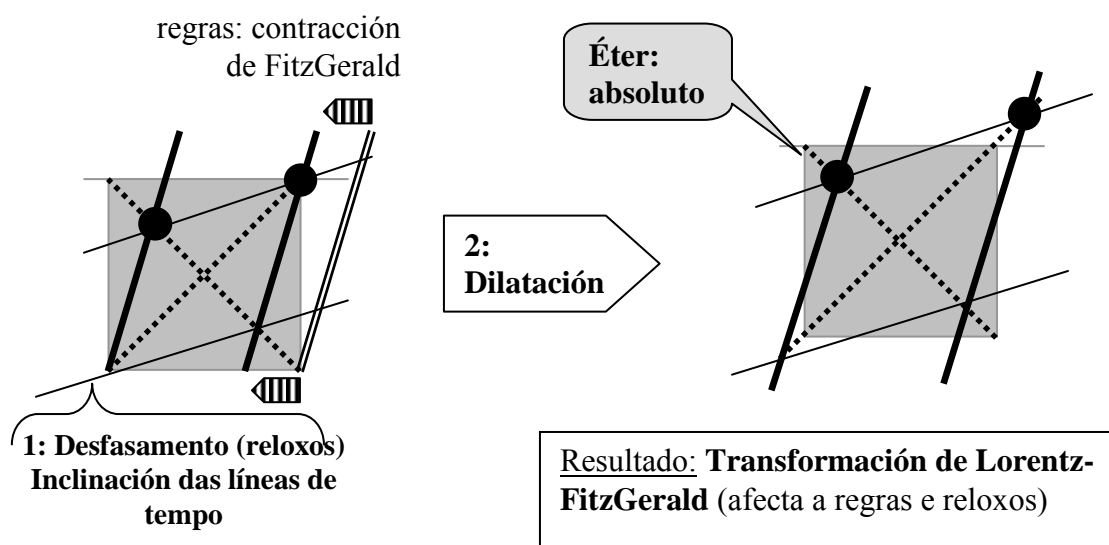 regras: contracción
de FitzGerald
Éter:
absoluto
2:
Dilatación
1: Desfasamento (reloxos)
Inclinación das líneas de
tempo
Resultado: Transformación de Lorentz-
FitzGerald (afecta a regras e reloxos)